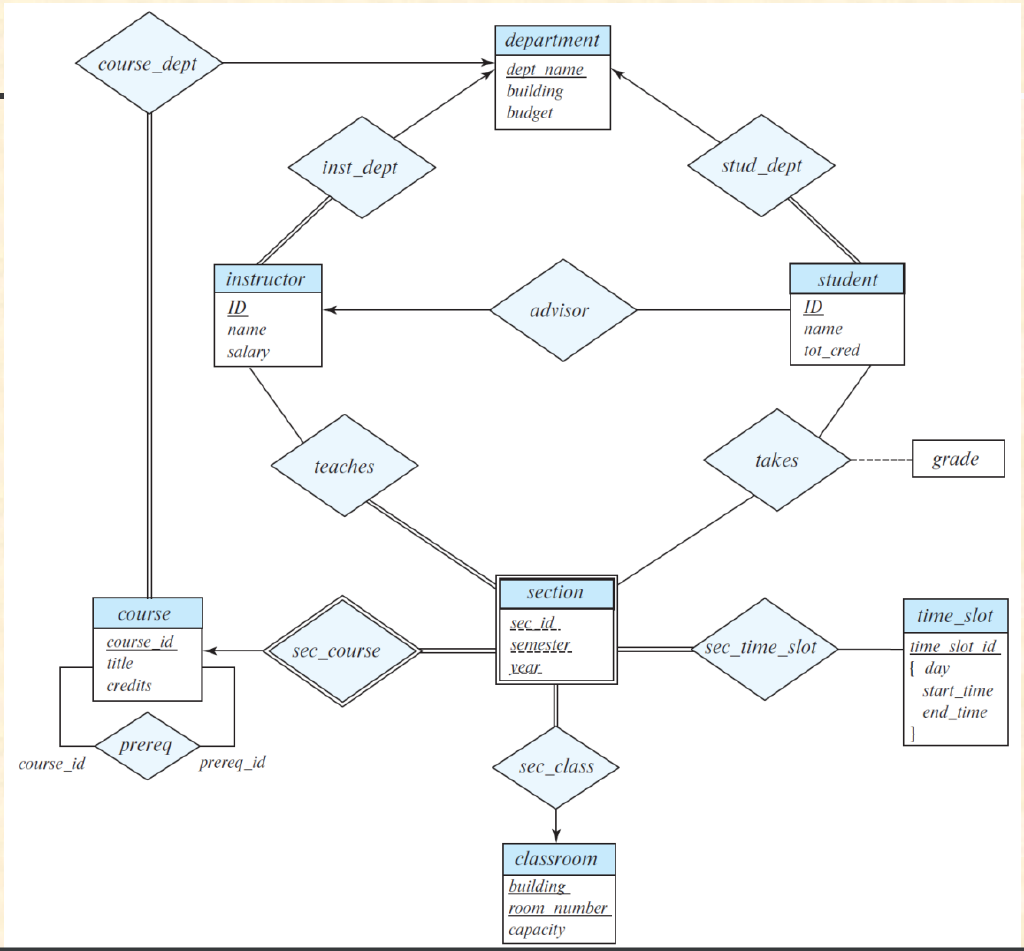 department
dept_name
building
budget
course_dept
inst_dept
stud_dept
instructor
ID
name
salary
advisor
student
ID
name
tot_cred
teaches
takes
grade
course
course_id
title
credits
sec_course
section
sec_id
semester
year
sec_time_slot
time_slot
time_slot_id
{ day
start_time
end_time
]
prereq
course_id
prereq_id
sec_class
classroom
building
room_number
capacity